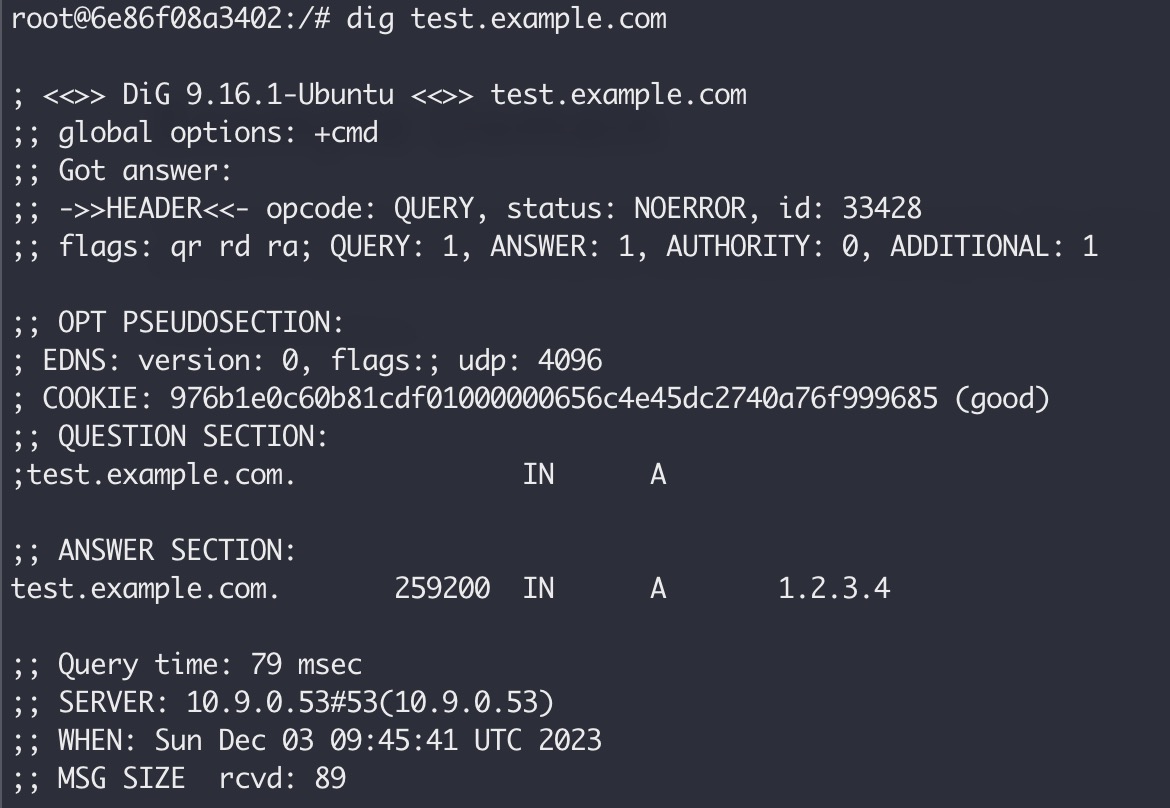 root@6e86f08a3402:/# dig test.example.com

; <<>> DiG 9.16.1-Ubuntu <<>> test.example.com
;; global options: +cmd
;; Got answer:
;; ->>HEADER<<- opcode: QUERY, status: NOERROR, id: 33428
;; flags: qr rd ra; QUERY: 1, ANSWER: 1, AUTHORITY: 0, ADDITIONAL: 1

;; OPT PSEUDOSECTION:
; EDNS: version: 0, flags:; udp: 4096
; COOKIE: 976b1e0c60b81cdf01000000656c4e45dc2740a76f999685 (good)
;; QUESTION SECTION:
;test.example.com.              IN      A

;; ANSWER SECTION:
test.example.com.       259200  IN      A       1.2.3.4

;; Query time: 79 msec
;; SERVER: 10.9.0.53#53(10.9.0.53)
;; WHEN: Sun Dec 03 09:45:41 UTC 2023
;; MSG SIZE  rcvd: 89